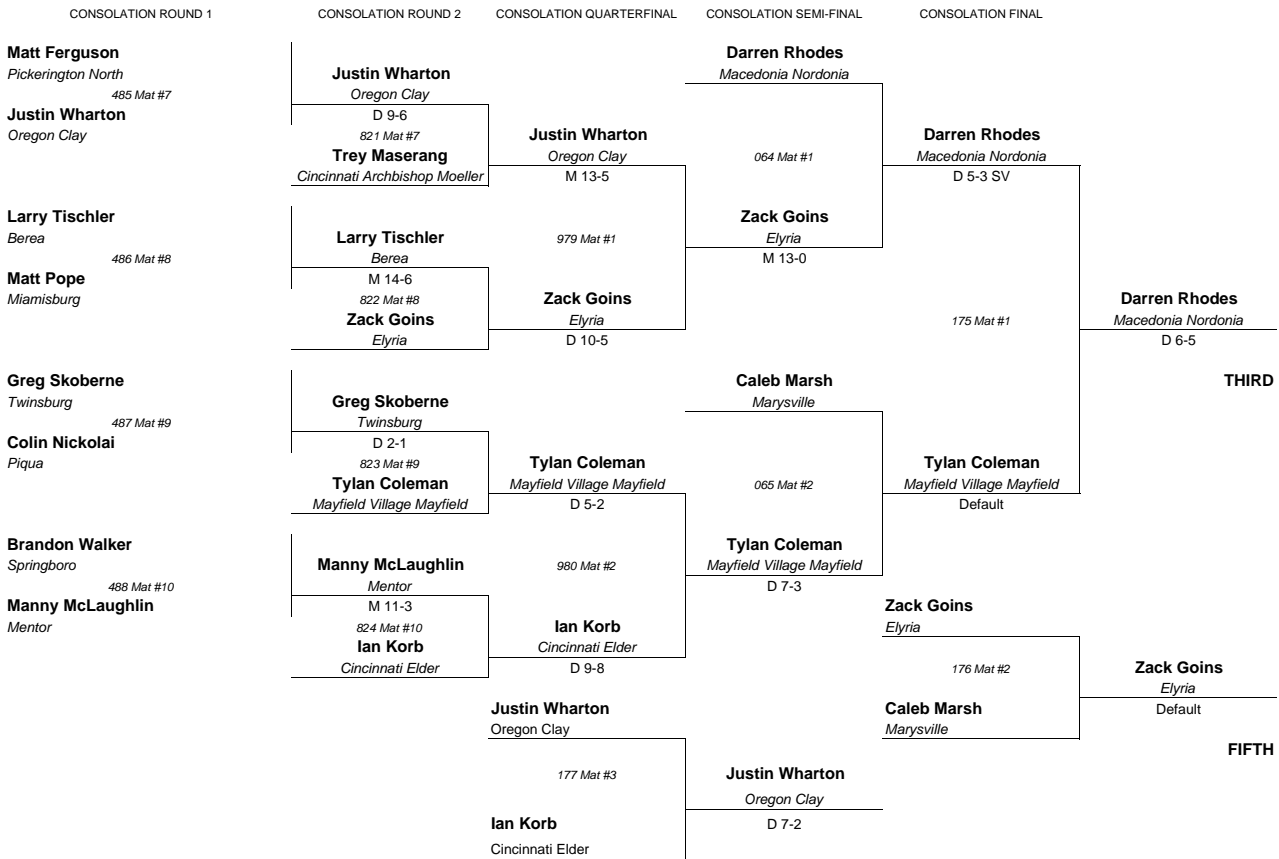 CONSOLATION ROUND 1
CONSOLATION ROUND 2
CONSOLATION QUARTERFINAL
CONSOLATION SEMI-FINAL
CONSOLATION FINAL
Matt Ferguson
Pickerington North
485 Mat #7
Justin Wharton
Oregon Clay
Larry Tischler
Berea
486 Mat #8
Matt Pope
Miamisburg
Greg Skoberne
Twinsburg
487 Mat #9
Colin Nickolai
Piqua
Brandon Walker
Springboro
488 Mat #10
Manny McLaughlin
Mentor
Justin Wharton
Oregon Clay
D 9-6
821 Mat #7
Trey Maserang
Cincinnati Archbishop Moeller
Larry Tischler
Berea
M 14-6
822 Mat #8
Zack Goins
Elyria
Greg Skoberne
Twinsburg
D 2-1
823 Mat #9
Tylan Coleman
Mayfield Village Mayfield
Manny McLaughlin
Mentor
M 11-3
824 Mat #10
Ian Korb
Cincinnati Elder
Justin Wharton
Oregon Clay
M 13-5
979 Mat #1
Zack Goins
Elyria
D 10-5
Tylan Coleman
Mayfield Village Mayfield
D 5-2
980 Mat #2
Ian Korb
Cincinnati Elder
D 9-8
Justin Wharton
Oregon Clay
177 Mat #3
Ian Korb
Cincinnati Elder
Darren Rhodes
Macedonia Nordonia
064 Mat #1
Zack Goins
Elyria
M 13-0
Caleb Marsh
Marysville
065 Mat #2
Tylan Coleman
Mayfield Village Mayfield
D 7-3
Justin Wharton
Oregon Clay
D 7-2
Darren Rhodes
Macedonia Nordonia
D 5-3 SV
175 Mat #1
Tylan Coleman
Mayfield Village Mayfield
Default
Zack Goins
Elyria
176 Mat #2
Caleb Marsh
Marysville
Darren Rhodes
Macedonia Nordonia
D 6-5
THIRD
Zack Goins
Elyria
Default
FIFTH